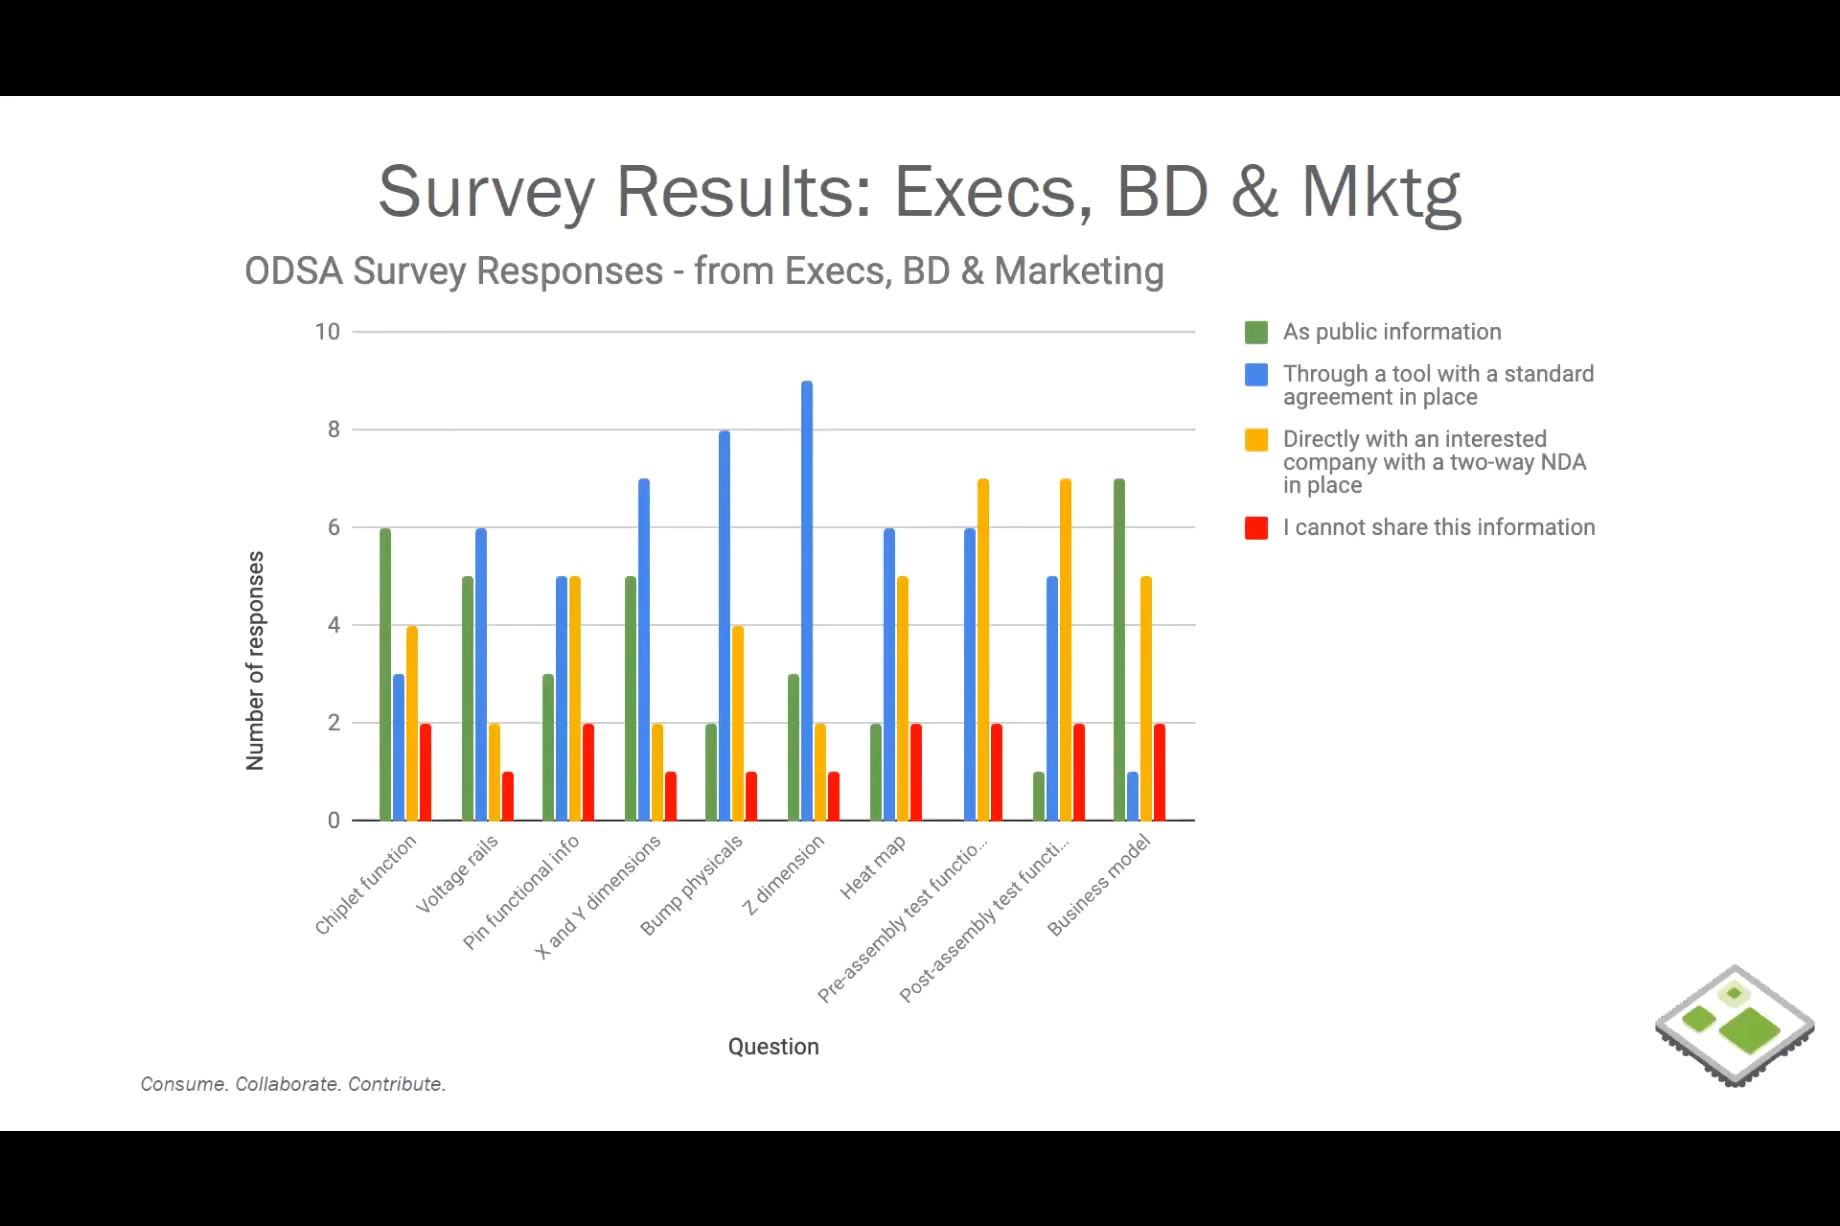 Survey Results: Execs, BD & Mktg
ODSA Survey Responses - from Execs, BD & Marketing
10
8
6
4
2
0
Number of responses
Chiplet function
Voltage rails
Pin functional info
X and Y dimensions
Bump physicals
Z dimension
Heat map
Pre-assembly test functio...
Post-assembly test functi...
Business model
Question
As public information
Through a tool with a standard
agreement in place
Directly with an interested
company with a two-way NDA
in place
I cannot share this information
Consume. Collaborate. Contribute.